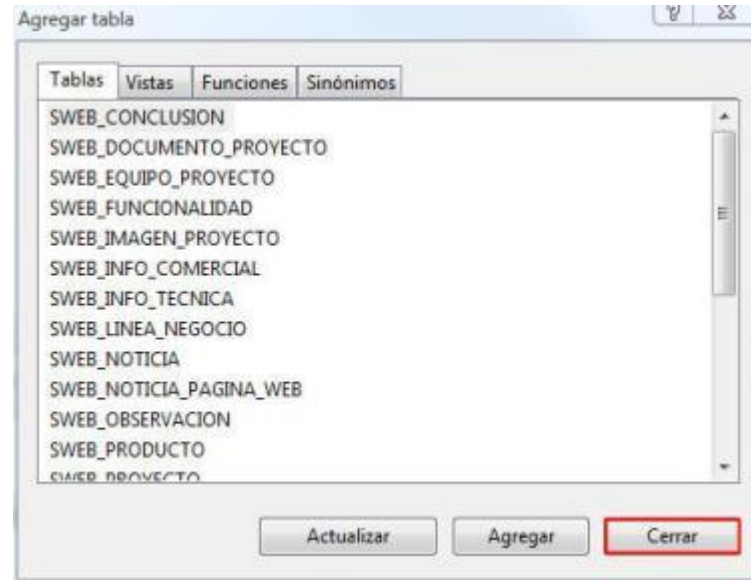 Agregar tabla
Tablas Vistas Funciones Sinónimos
SWEB_CONCLUSION
SWEB_DOCUMENTO_PROYECTO
SWEB_EQUIPO_PROYECTO
SWEB_FUNCIONALIDAD
SWEB_IMAGEN_PROYECTO
SWEB_INFO_COMERCIAL
SWEB_INFO_TECNICA
SWEB_LINEA_NEGOCIO
SWEB_NOTICIA
SWEB_NOTICIA_PAGINA_WEB
SWEB_OBSERVACION
SWEB_PRODUCTO
SWEB_PROYECTO
Actualizar Agregar Cerrar